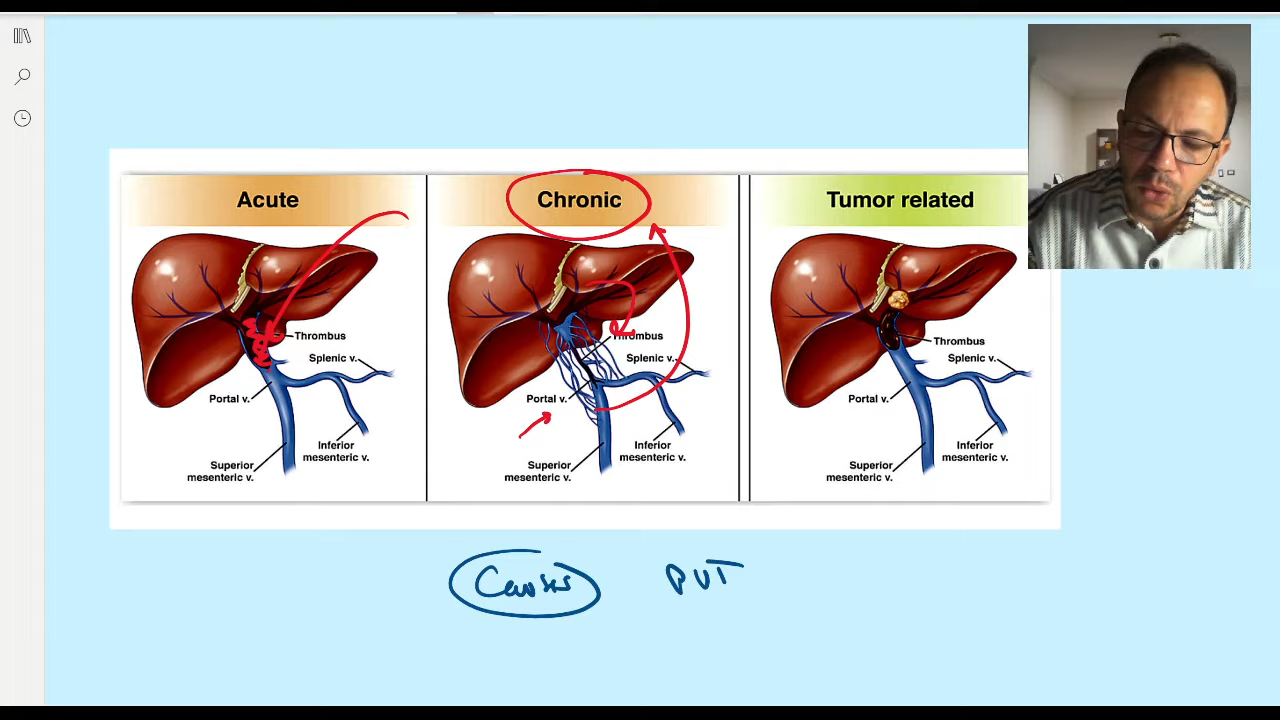 Acute
Chronic
Tumor related
Thrombus
Splenic v.
Portal v.
Inferior
mesenteric v.
Superior
mesenteric v.
Thrombus
Splenic v.
Portal v.
Inferior
mesenteric v.
Superior
mesenteric v.
Thrombus
Splenic v.
Portal v.
Inferior
mesenteric v.
Superior
mesenteric v.
Causes PVT